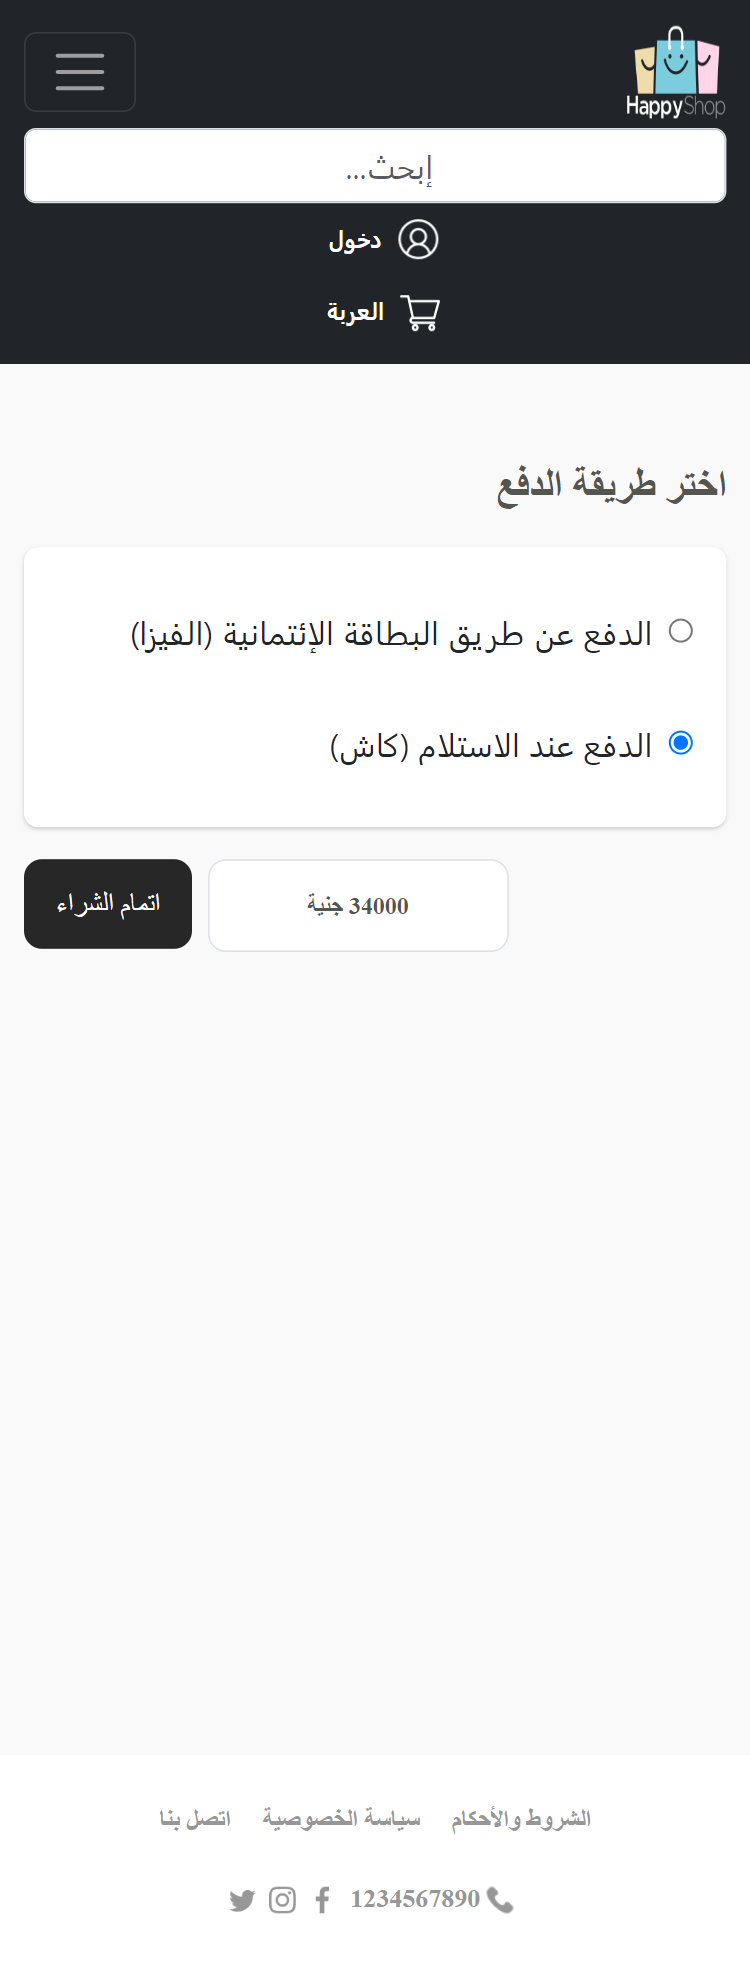 HappyShop
إبحث...
دخول
العربة
اختر طريقة الدفع
الدفع عن طريق البطاقة الإئتمانية (الفيزا)
الدفع عند الاستلام (كاش)
34000 جنية
اتمام الشراء
الشروط والأحكام سياسة الخصوصية اتصل بنا
1234567890